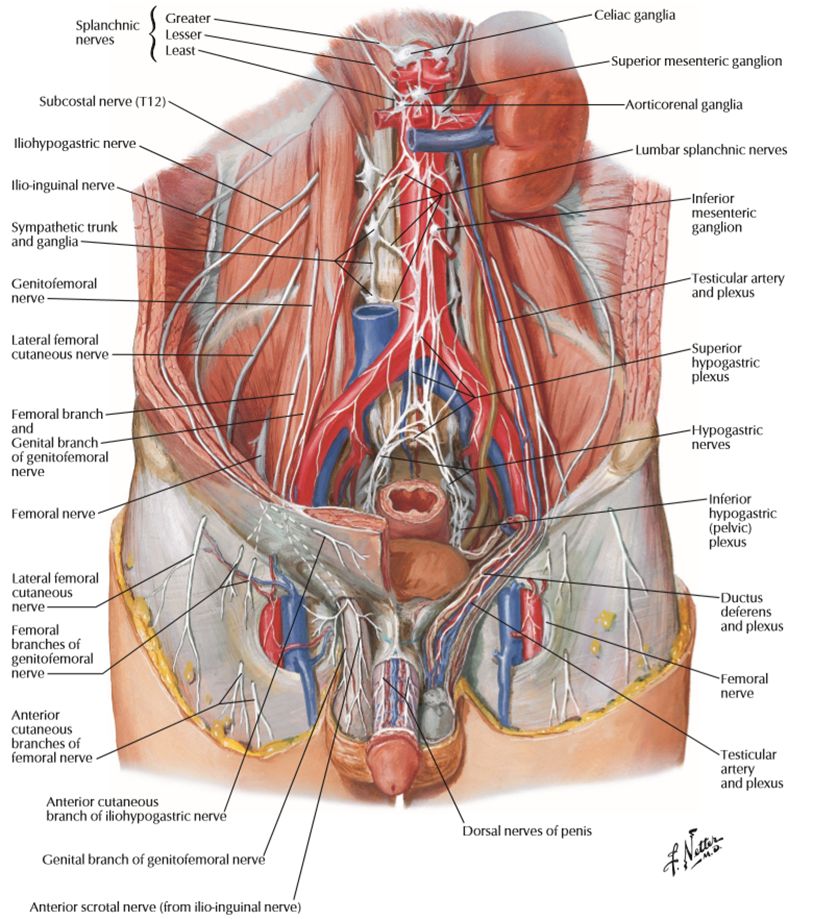 Splanchnic
nerves
Greater
Lesser
Least
Subcostal nerve (T12)
Iliohypogastric nerve
Ilio-inguinal nerve
Sympathetic trunk
and ganglia
Genitofemoral
nerve
Lateral femoral
cutaneous nerve
Femoral branch
and
Genital branch
of genitofemoral
nerve
Femoral nerve
Lateral femoral
cutaneous
nerve
Femoral
branches of
genitofemoral
nerve
Anterior
cutaneous
branches of
femoral nerve
Anterior cutaneous
branch of iliohypogastric nerve
Genital branch of genitofemoral nerve
Anterior scrotal nerve (from ilio-inguinal nerve)
Celiac ganglia
Superior mesenteric ganglion
Aorticorenal ganglia
Lumbar splanchnic nerves
Inferior
mesenteric
ganglion
Testicular artery
and plexus
Superior
hypogastric
plexus
Hypogastric
nerves
Inferior
hypogastric
(pelvic)
plexus
Ductus
deferens
and plexus
Femoral
nerve
Testicular
artery
and plexus
Dorsal nerves of penis
F. Netter
M.D.